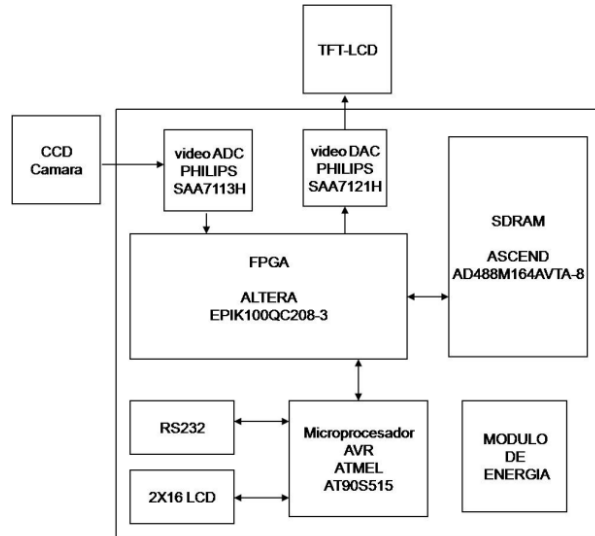 TFT-LCD
CCD
Camara
video ADC
PHILIPS
SAA7113H
video DAC
PHILIPS
SAA7121H
SDRAM
ASCEND
AD488M164AVTA-8
FPGA
ALTERA
EPIK100QC208-3
RS232
2X16 LCD
Microprocesador
AVR
ATMEL
AT90S515
MODULO
DE
ENERGIA